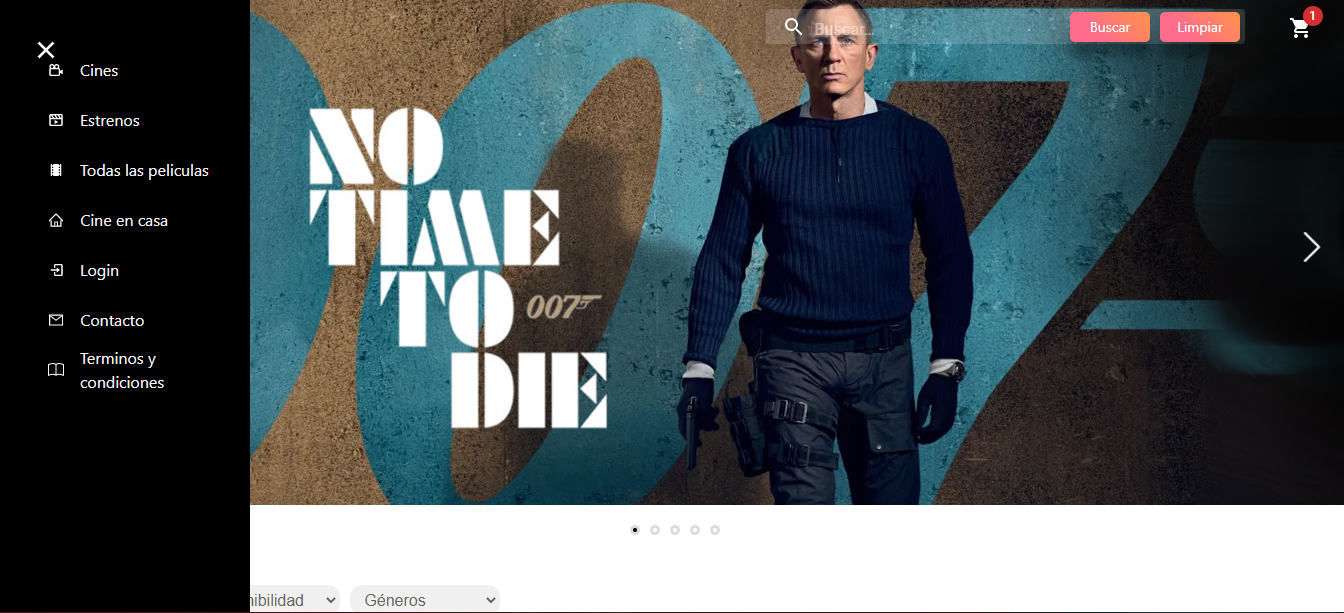 Cines
Estrenos
Todas las peliculas
Cine en casa
Login
Contacto
Terminos y
condiciones
Buscar...
Buscar
Limpiar
1
NO
TIME
TO
007
DIE
007
Géneros